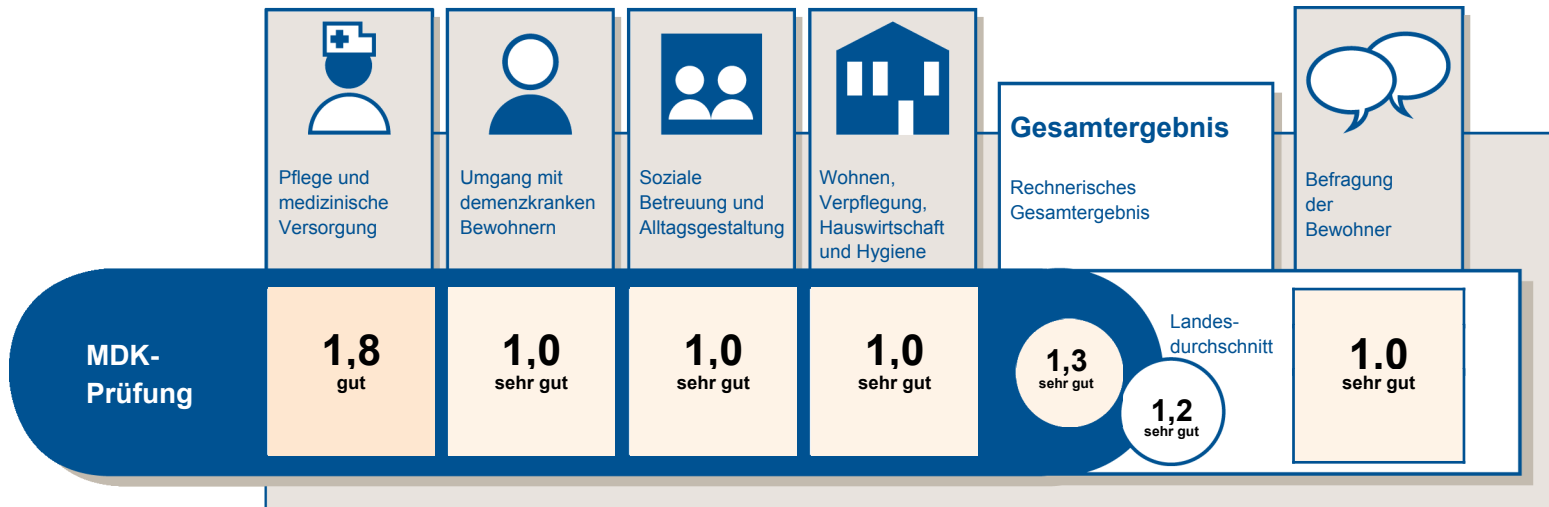 Pflege und
medizinische
Versorgung
Umgang mit
demenzkranken
Bewohnern
Soziale
Betreuung und
Alltagsgestaltung
Wohnen,
Verpflegung,
Hauswirtschaft
und Hygiene
Gesamtergebnis
Rechnerisches
Gesamtergebnis
Befragung
der
Bewohner
MDK-
Prüfung
1,8
gut
1,0
sehr gut
1,0
sehr gut
1,0
sehr gut
1,3
sehr gut
Landes-
durchschnitt
1,2
sehr gut
1.0
sehr gut